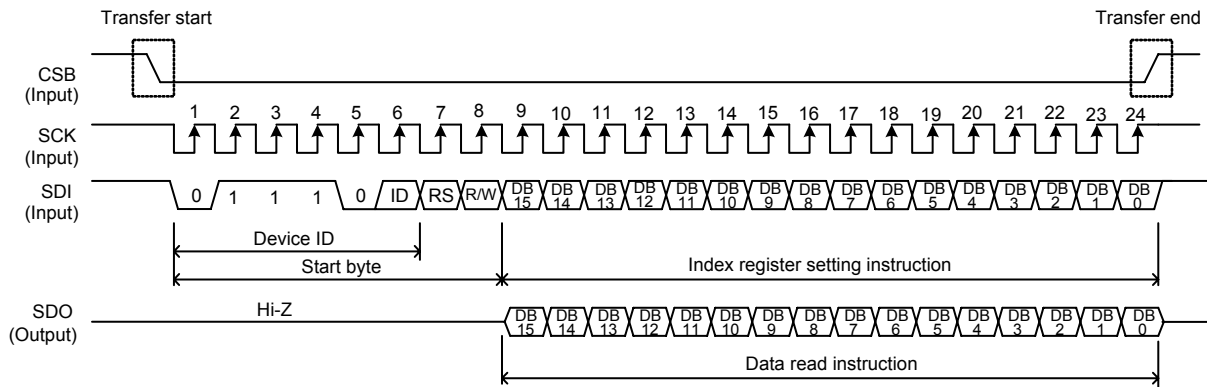 Transfer start
Transfer end
CSB
(Input)
1 2 3 4 5 6 7 8 9 10 11 12 13 14 15 16 17 18 19 20 21 22 23 24
SCK
(Input)
SDI
(Input)
0 1 1 1 0 ID RS R/W DB 15 DB 14 DB 13 DB 12 DB 11 DB 10 DB 9 DB 8 DB 7 DB 6 DB 5 DB 4 DB 3 DB 2 DB 1 DB 0
Device ID
Start byte
Index register setting instruction
SDO
(Output)
Hi-Z
DB 15 DB 14 DB 13 DB 12 DB 11 DB 10 DB 9 DB 8 DB 7 DB 6 DB 5 DB 4 DB 3 DB 2 DB 1 DB 0
Data read instruction